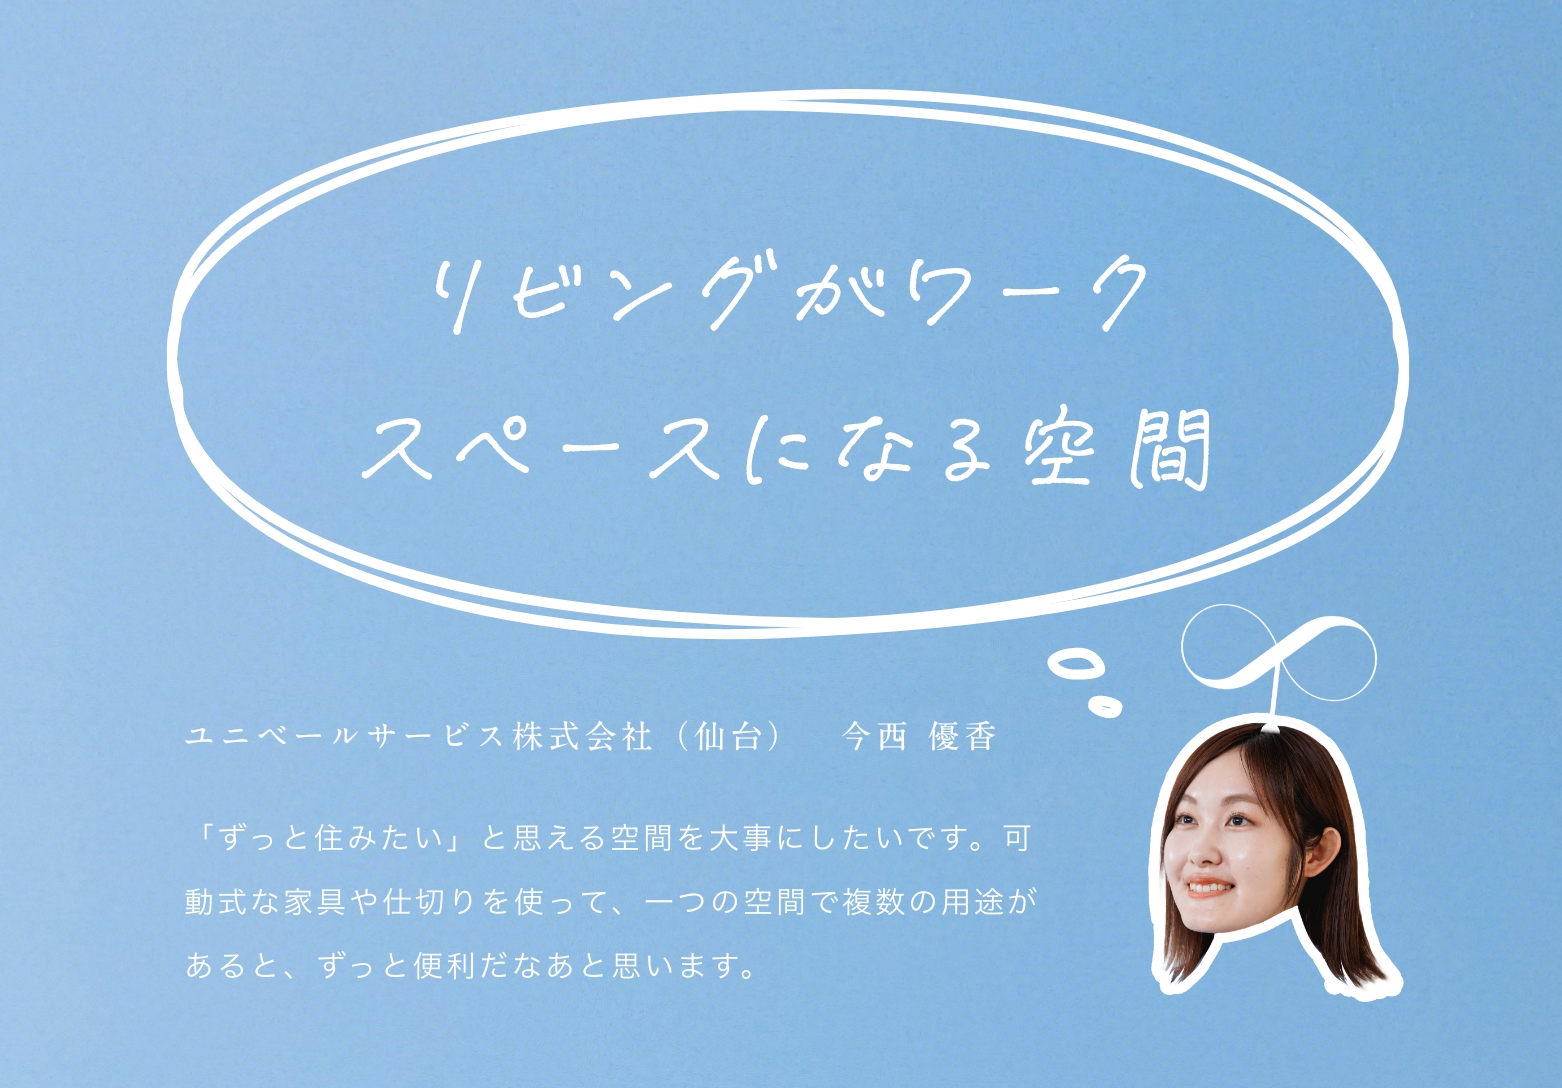 リビングがワーク
スペースになる空間
ユニベールサービス株式会社（仙台）　今西 優香
「ずっと住みたい」と思える空間を大事にしたいです。可
動式な家具や仕切りを使って、一つの空間で複数の用途が
あると、ずっと便利だなあと思います。